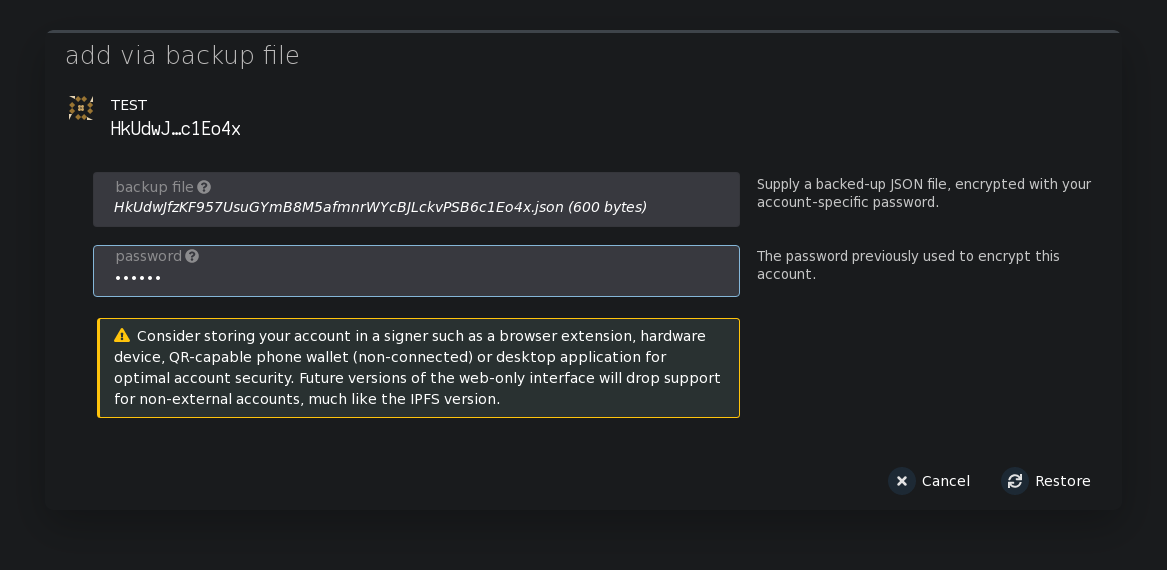 add via backup file
TEST
HkUdwJ…c1Eo4x
backup file
HkUdwJfzKF957UsuGYmB8M5afmnrWYcBJLckvPSB6c1Eo4x.json (600 bytes)
Supply a backed-up JSON file, encrypted with your
account-specific password.
password
••••••
The password previously used to encrypt this
account.
Consider storing your account in a signer such as a browser extension, hardware
device, QR-capable phone wallet (non-connected) or desktop application for
optimal account security. Future versions of the web-only interface will drop support
for non-external accounts, much like the IPFS version.
Cancel
Restore